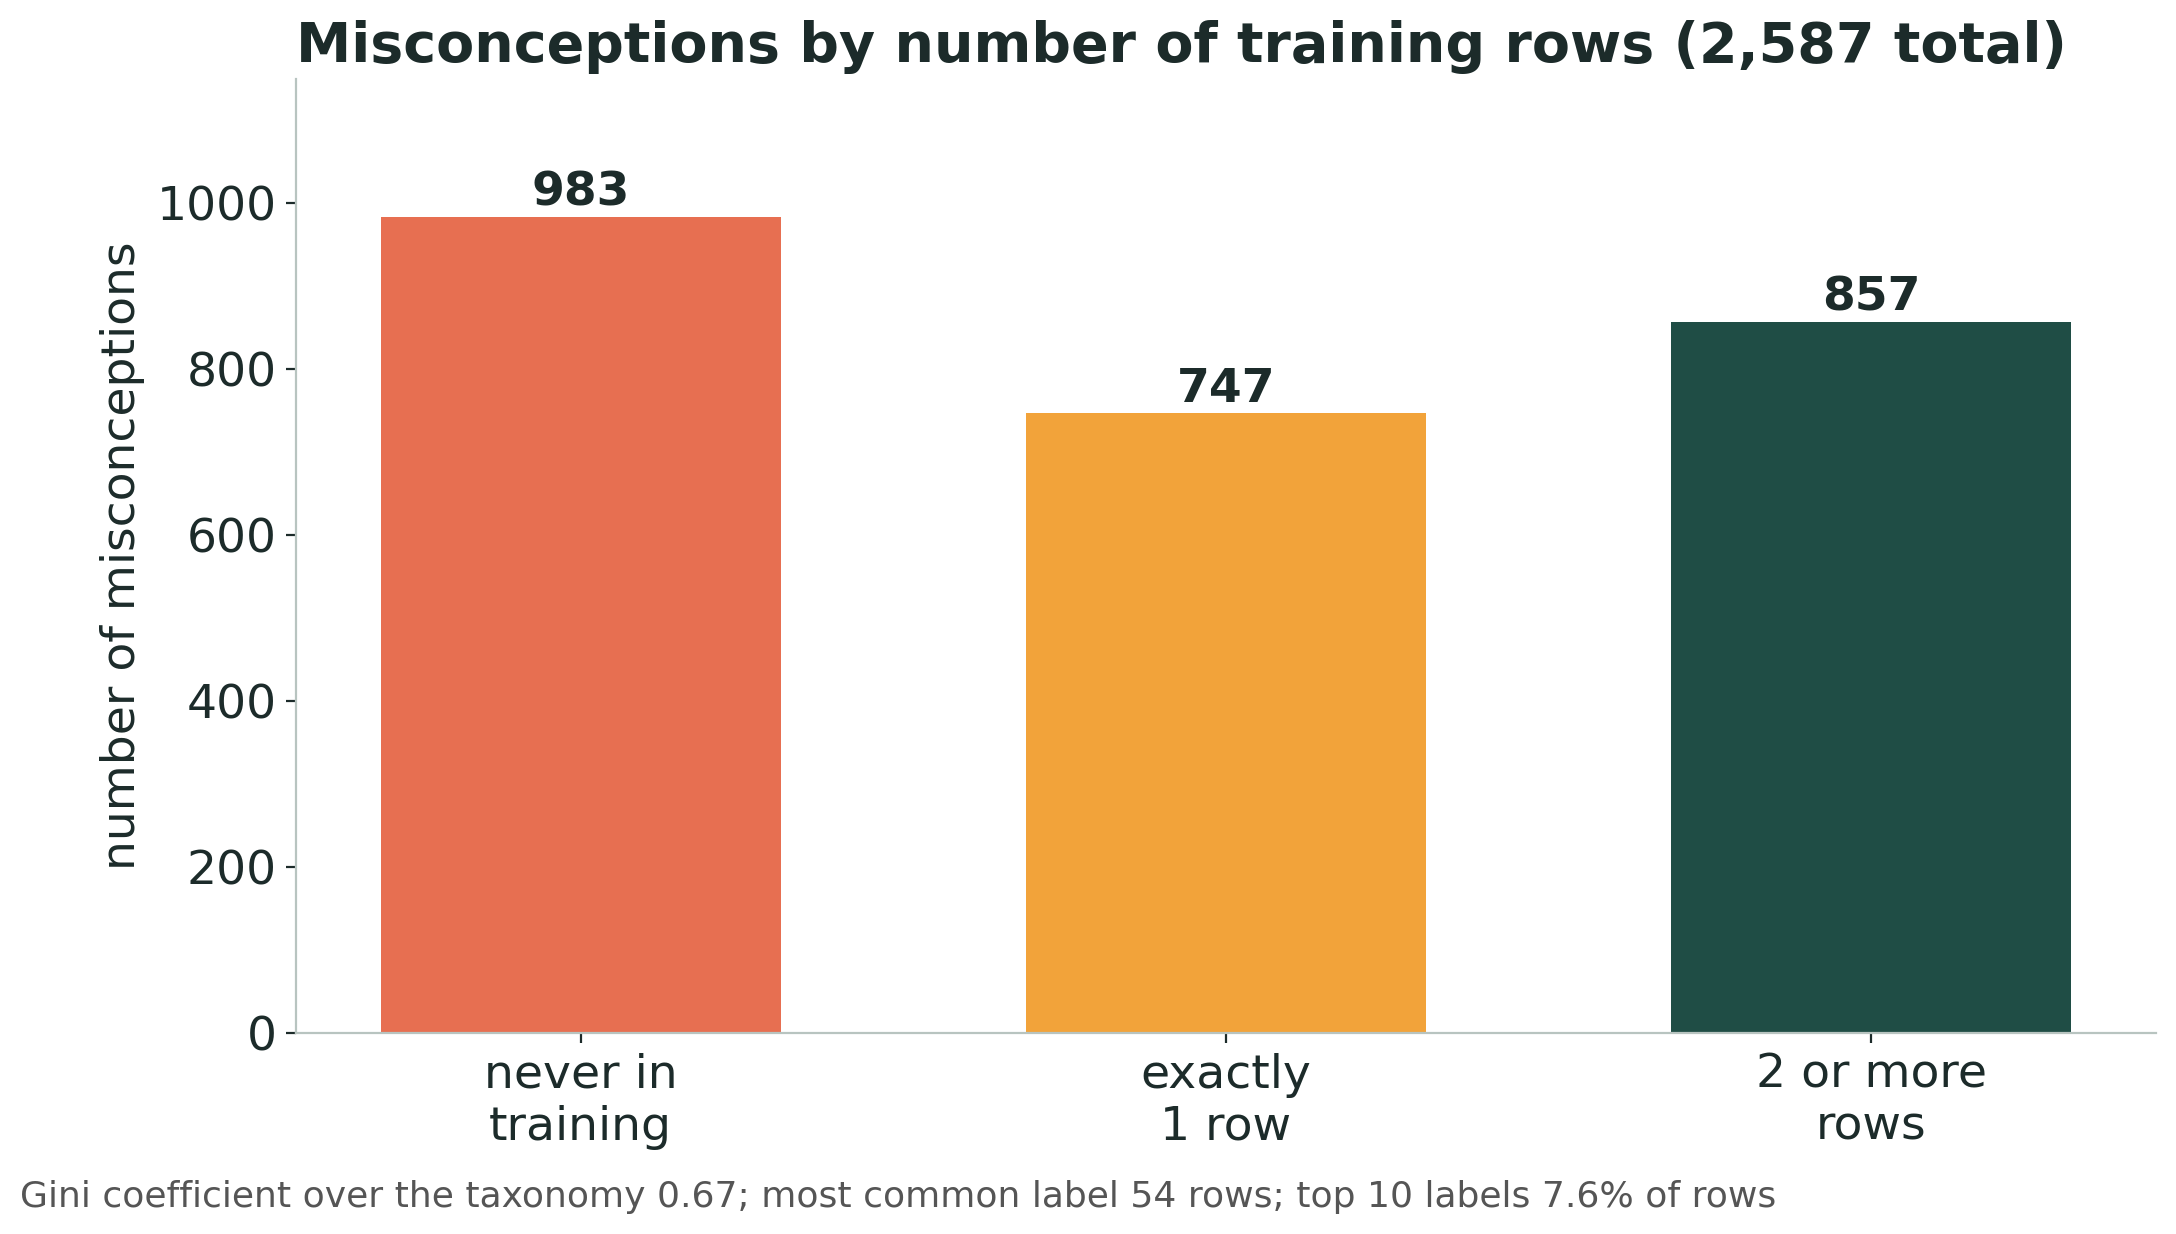 Misconceptions by number of training rows (2,587 total)
number of misconceptions
1000
800
600
400
200
0
983
747
857
never in
training
exactly
1 row
2 or more
rows
Gini coefficient over the taxonomy 0.67; most common label 54 rows; top 10 labels 7.6% of rows